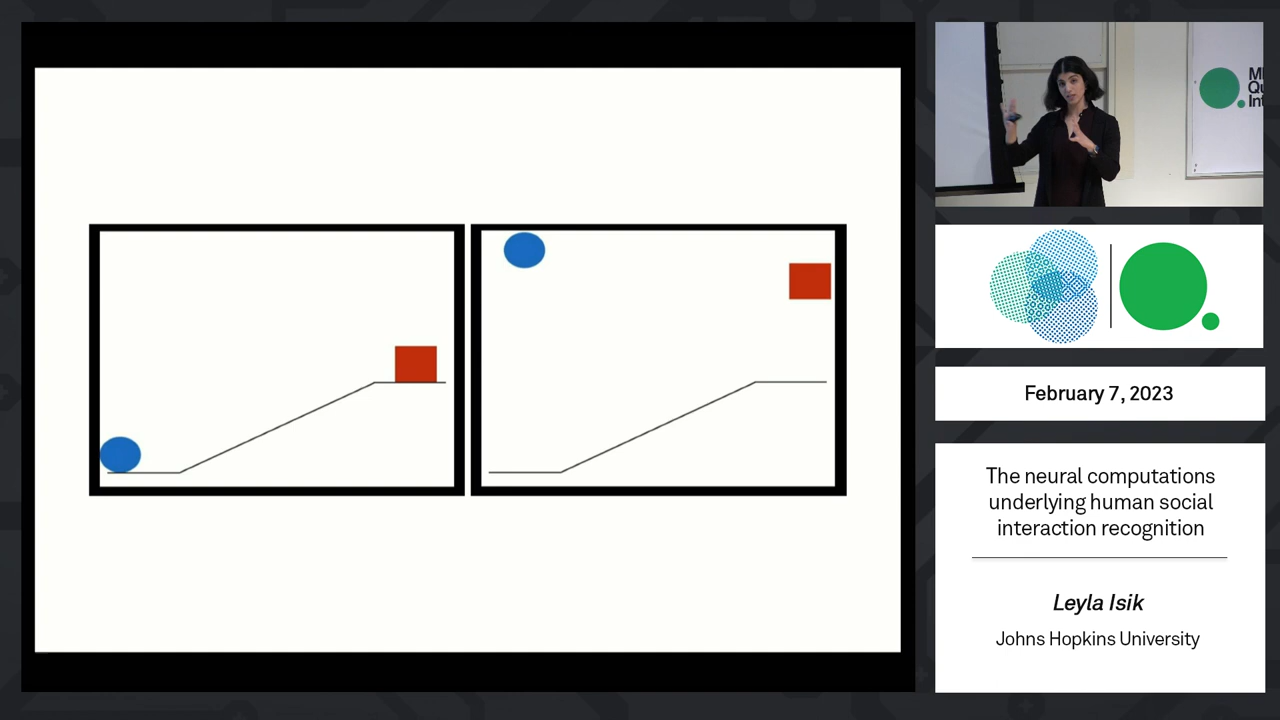 February 7, 2023
The neural computations
underlying human social
interaction recognition
Leyla Isik
Johns Hopkins University